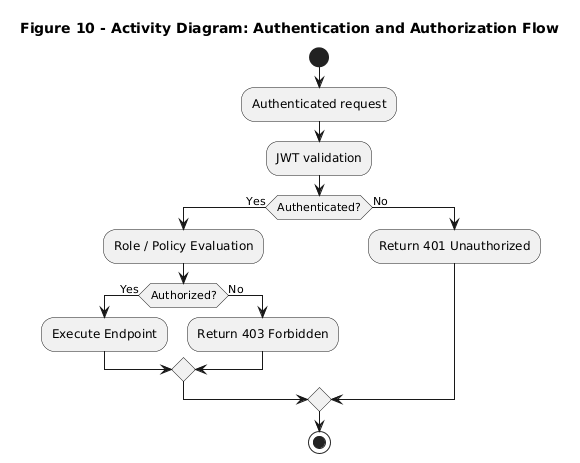 Figure 10 - Activity Diagram: Authentication and Authorization Flow
Authenticated request
JWT validation
Yes
Authenticated?
No
Role / Policy Evaluation
Return 401 Unauthorized
Yes
Authorized?
No
Execute Endpoint
Return 403 Forbidden